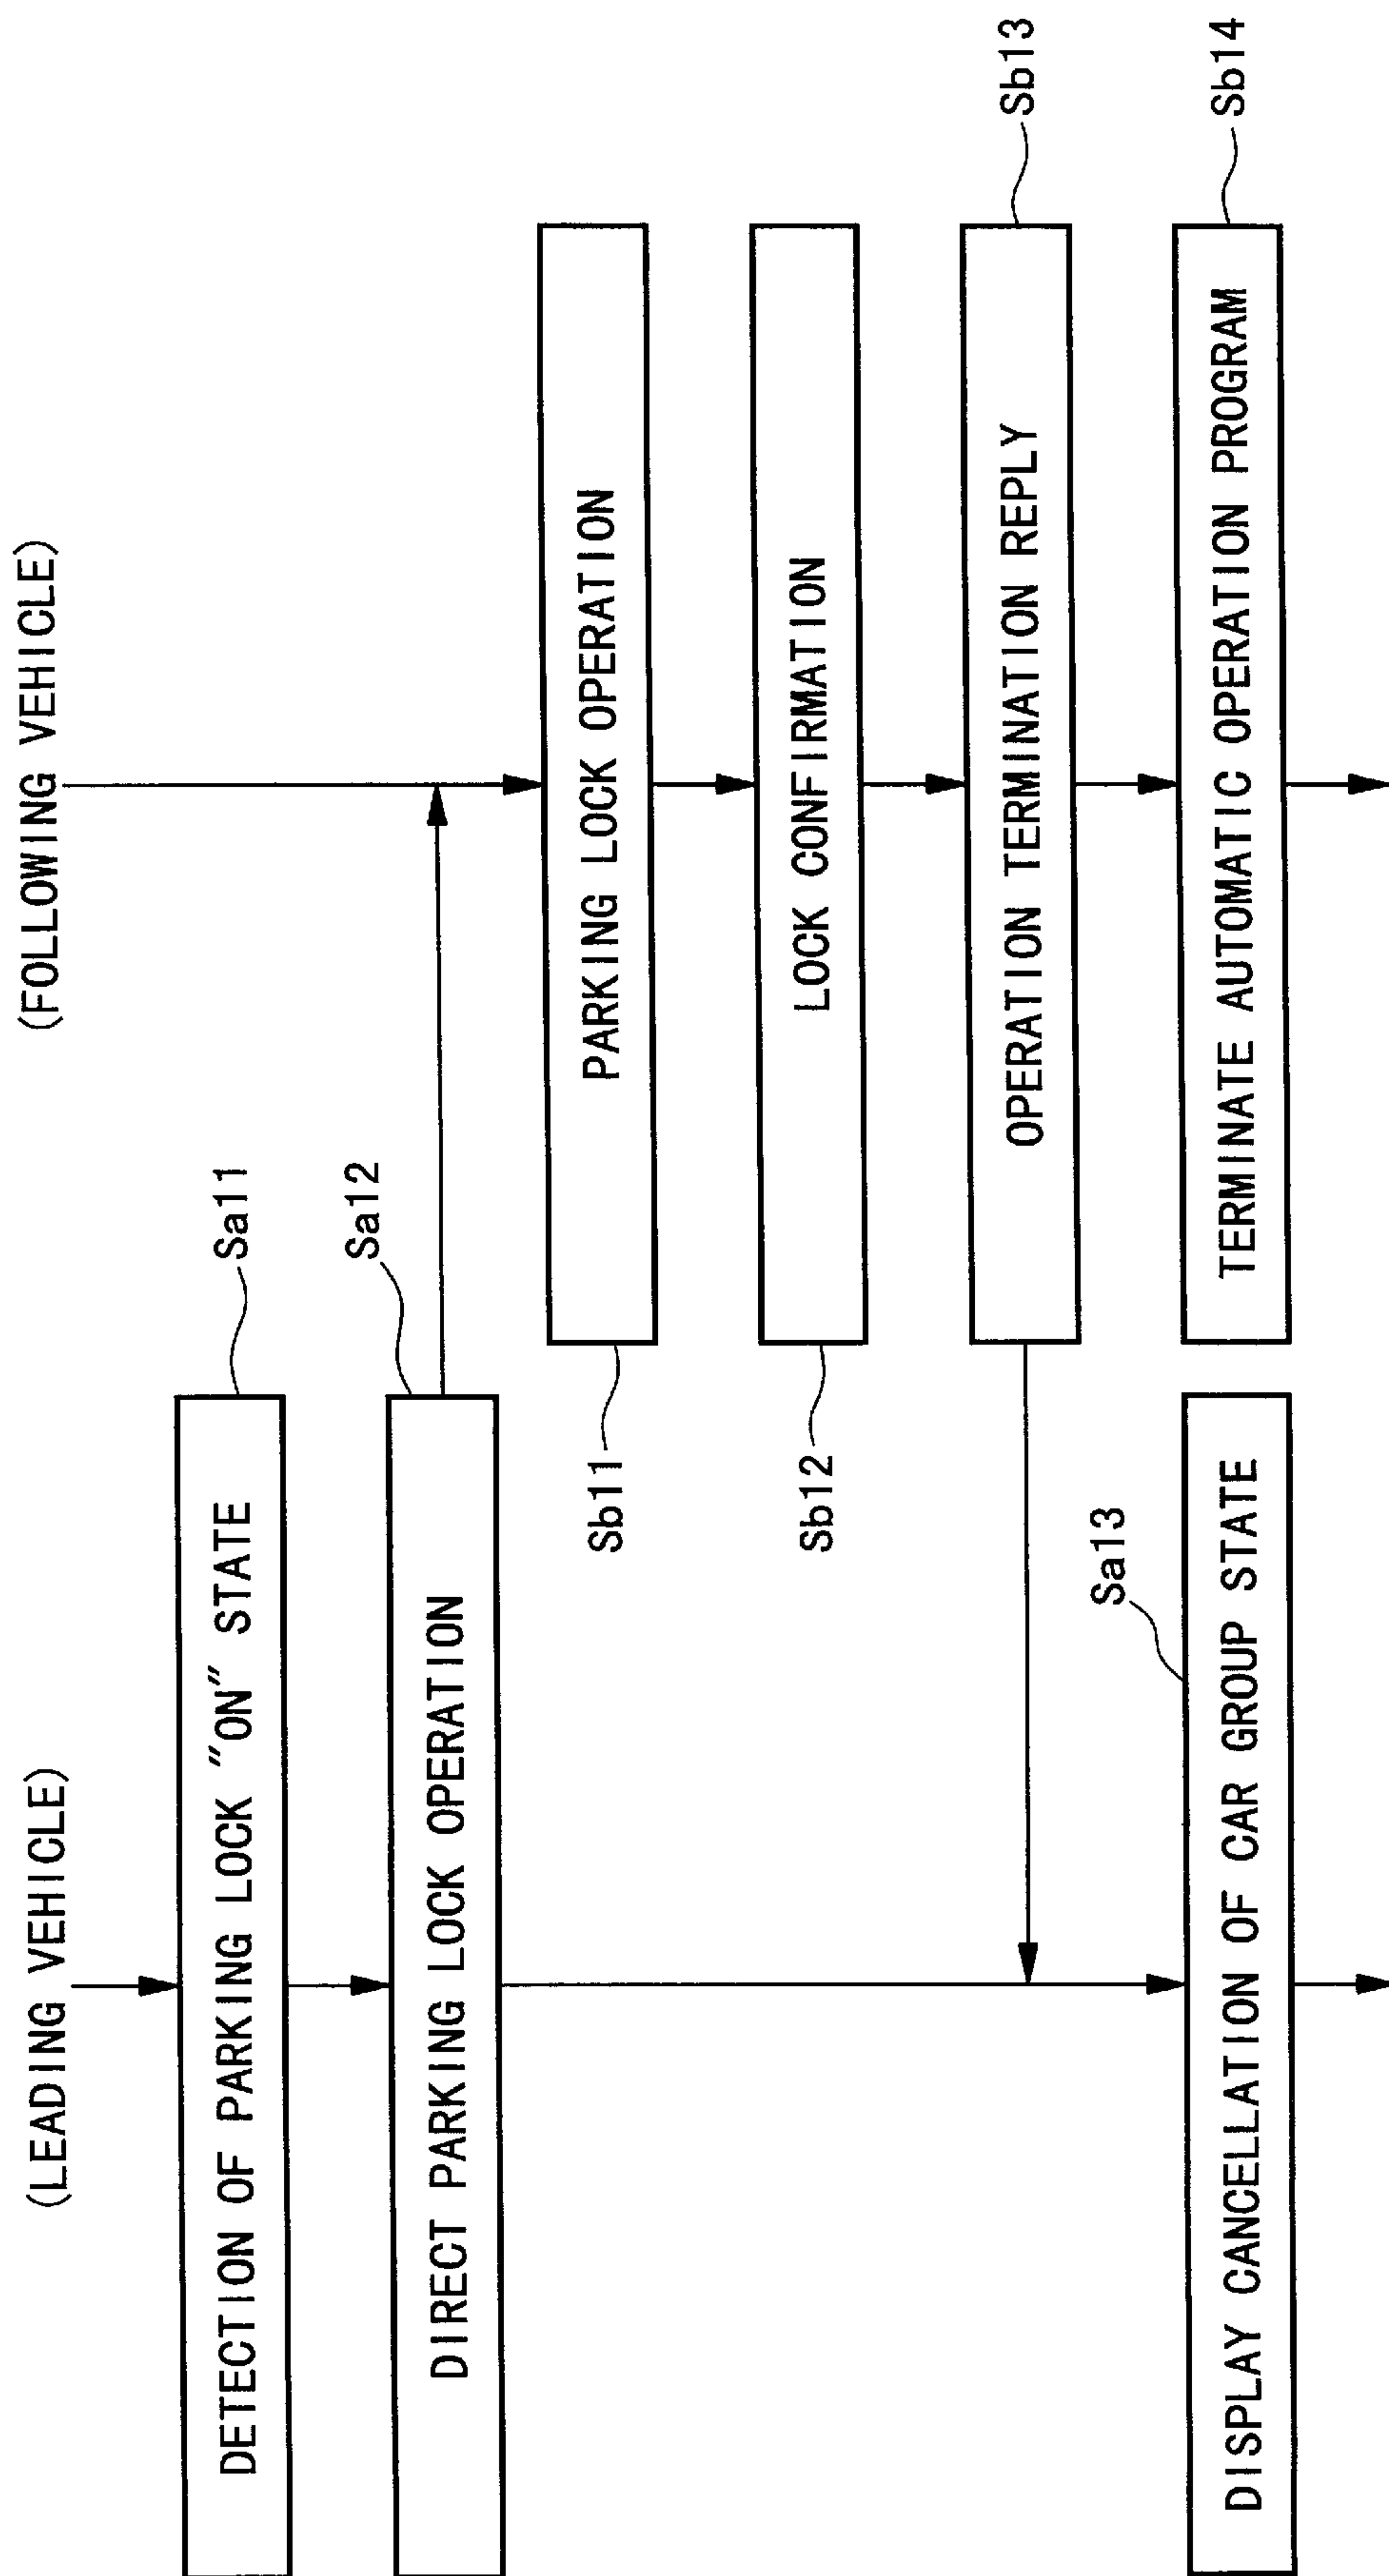 (LEADING VEHICLE)
DETECTION OF PARKING LOCK "ON" STATE
Sa11
DIRECT PARKING LOCK OPERATION
Sa12
Sa13
DISPLAY CANCELLATION OF CAR GROUP STATE
(FOLLOWING VEHICLE)
PARKING LOCK OPERATION
Sb11
LOCK CONFIRMATION
Sb12
OPERATION TERMINATION REPLY
Sb13
TERMINATE AUTOMATIC OPERATION PROGRAM
Sb14